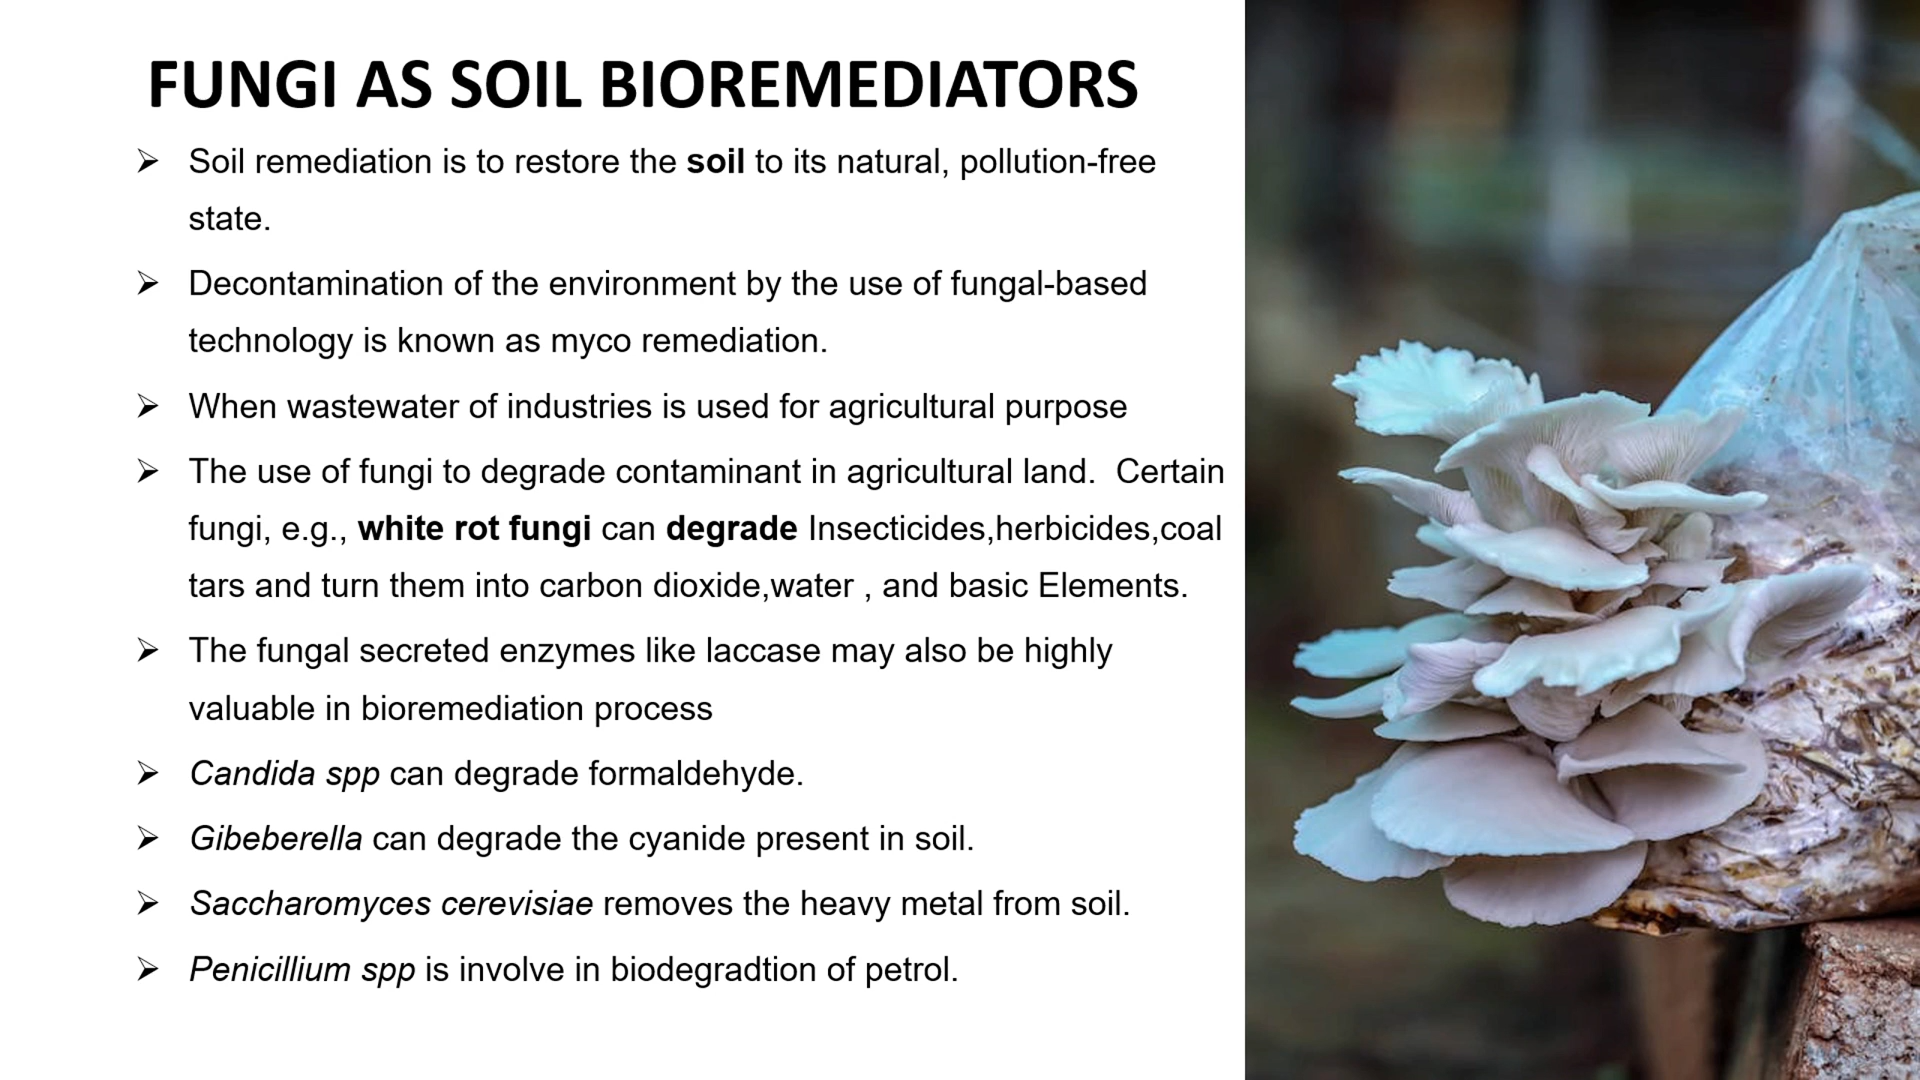 FUNGI AS SOIL BIOREMEDIATORS
➢ Soil remediation is to restore the soil to its natural, pollution-free
state.
➢ Decontamination of the environment by the use of fungal-based
technology is known as myco remediation.
➢ When wastewater of industries is used for agricultural purpose
➢ The use of fungi to degrade contaminant in agricultural land.  Certain
fungi, e.g., white rot fungi can degrade Insecticides,herbicides,coal
tars and turn them into carbon dioxide,water , and basic Elements.
➢ The fungal secreted enzymes like laccase may also be highly
valuable in bioremediation process
➢ Candida spp can degrade formaldehyde.
➢ Gibeberella can degrade the cyanide present in soil.
➢ Saccharomyces cerevisiae removes the heavy metal from soil.
➢ Penicillium spp is involve in biodegradtion of petrol.